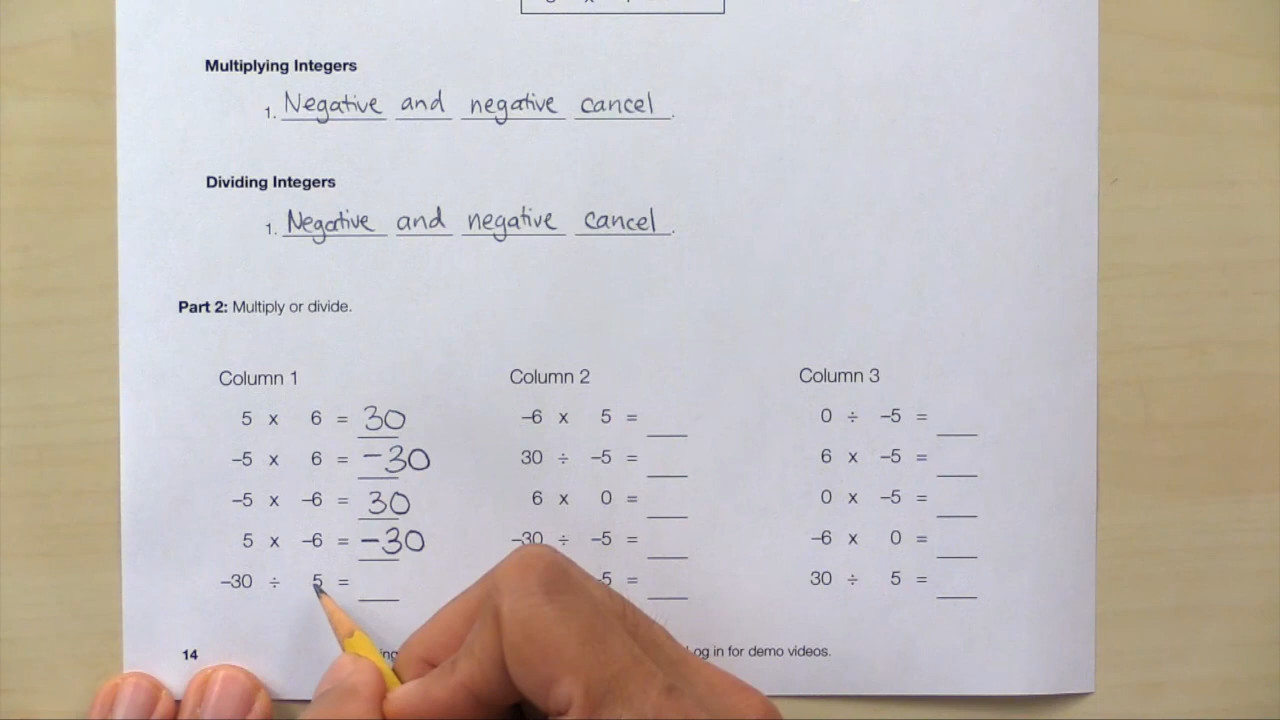 Multiplying Integers
1. Negative and negative cancel.
Dividing Integers
1. Negative and negative cancel.
Part 2: Multiply or divide.
Column 1
5 x 6 = 30
–5 x 6 = –30
–5 x –6 = 30
5 x –6 = –30
–30 ÷ 5 =
Column 2
–6 x 5 =
30 ÷ –5 =
6 x 0 =
–30 ÷ –5 =
5 =
Column 3
0 ÷ –5 =
6 x –5 =
0 x –5 =
–6 x 0 =
30 ÷ 5 =
14 in for demo videos.